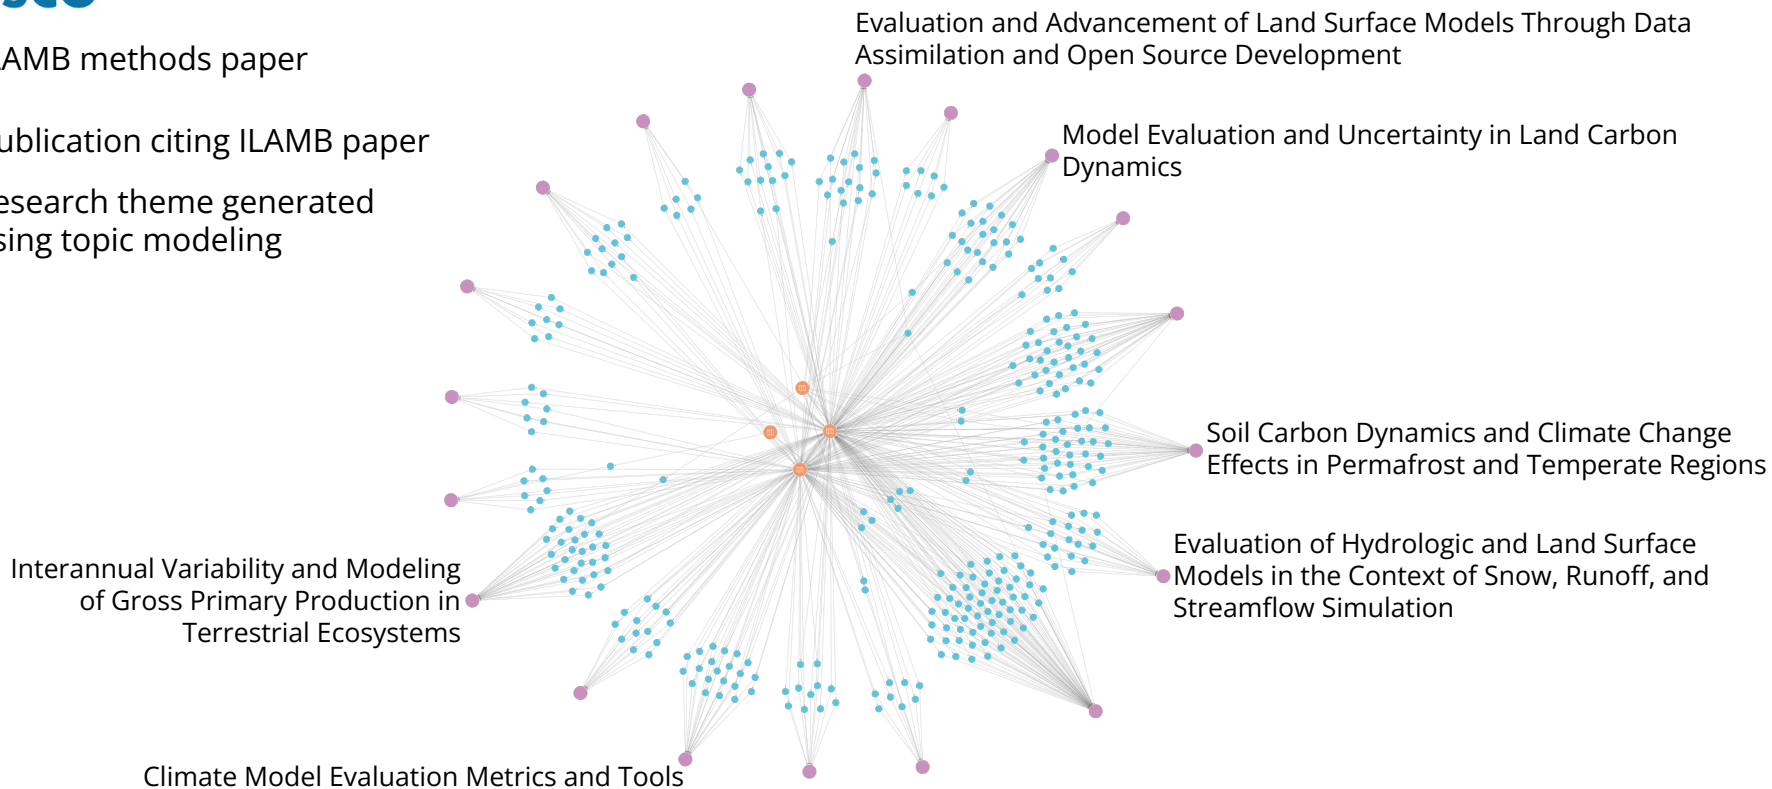 Evaluation and Advancement of Land Surface Models Through Data
Assimilation and Open Source Development
methods paper
citing ILAMB paper
theme generated
topic modeling
Model Evaluation and Uncertainty in Land Carbon
Dynamics
Soil Carbon Dynamics and Climate Change
Effects in Permafrost and Temperate Regions
Evaluation of Hydrologic and Land Surface
Models in the Context of Snow, Runoff, and
Streamflow Simulation
Interannual Variability and Modeling
of Gross Primary Production in
Terrestrial Ecosystems
Climate Model Evaluation Metrics and Tools